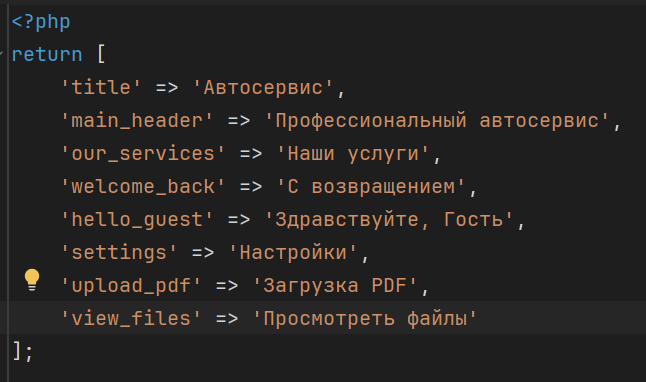 <?php
return [
    'title' => 'Автосервис',
    'main_header' => 'Профессиональный автосервис',
    'our_services' => 'Наши услуги',
    'welcome_back' => 'С возвращением',
    'hello_guest' => 'Здравствуйте, Гость',
    'settings' => 'Настройки',
    'upload_pdf' => 'Загрузка PDF',
    'view_files' => 'Просмотреть файлы'
];